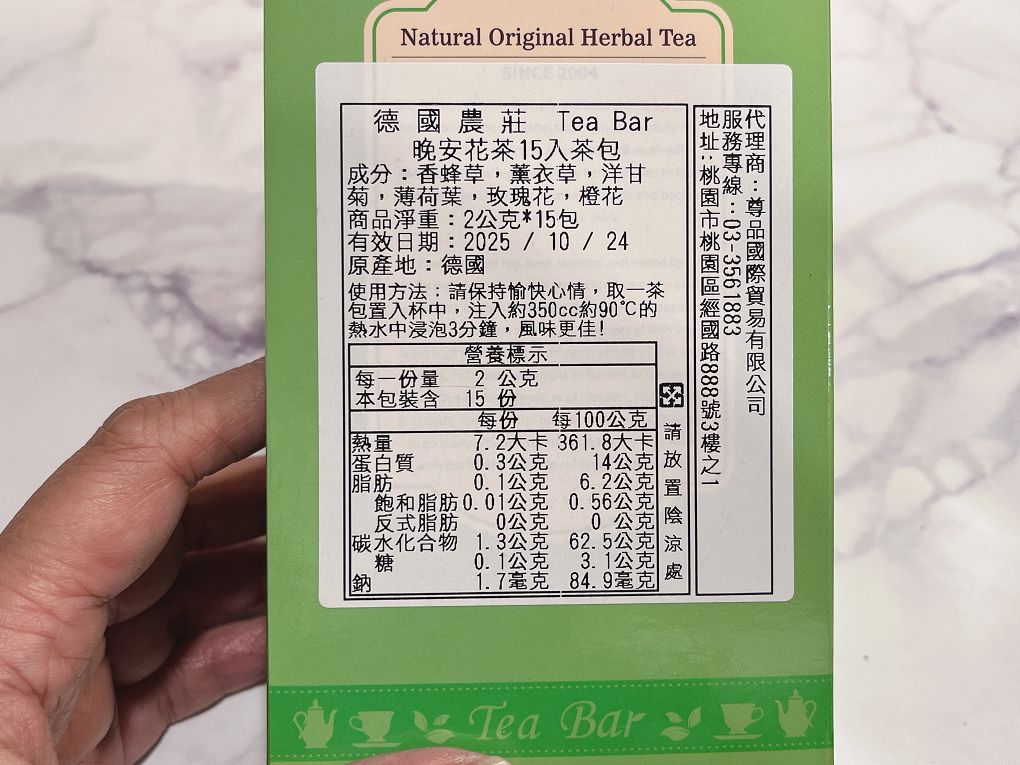 Natural Original Herbal Tea
SINCE 2004
德國農莊 Tea Bar
晚安花茶15入茶包
成分：香蜂草，薰衣草，洋甘
菊，薄荷葉，玫瑰花，橙花
商品淨重：2公克*15包
有效日期：2025 / 10 / 24
原產地：德國
使用方法：請保持愉快心情，取一茶
包置入杯中，注入約350cc約90℃的
熱水中浸泡3分鐘，風味更佳!
營養標示
每一份量 2 公克
本包裝含 15 份
每份 每100公克
熱量 7.2大卡 361.8大卡
蛋白質 0.3公克 14公克
脂肪 0.1公克 6.2公克
飽和脂肪 0.01公克 0.56公克
反式脂肪 0公克 0 公克
碳水化合物 1.3公克 62.5公克
糖 0.1公克 3.1公克
鈉 1.7毫克 84.9毫克
請放置陰涼處
代理商：尊品國際貿易有限公司
服務專線：03-3561883
地址：桃園市桃園區經國路888號3樓之1
Tea Bar